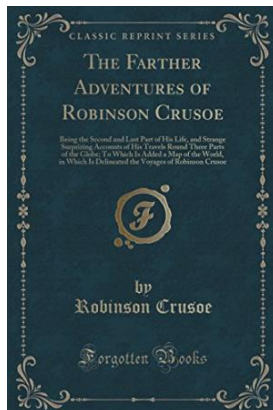 CLASSIC REPRINT SERIES
THE FARTHER
ADVENTURES OF
ROBINSON CRUSOE
Being the Second and Last Part of His Life, and Strange
Surprizing Accounts of His Travels Round Three Parts
of the Globe; To Which Is Added a Map of the World,
in Which Is Delineated the Voyages of Robinson Crusoe
F
by
Robinson Crusoe
Forgotten Books